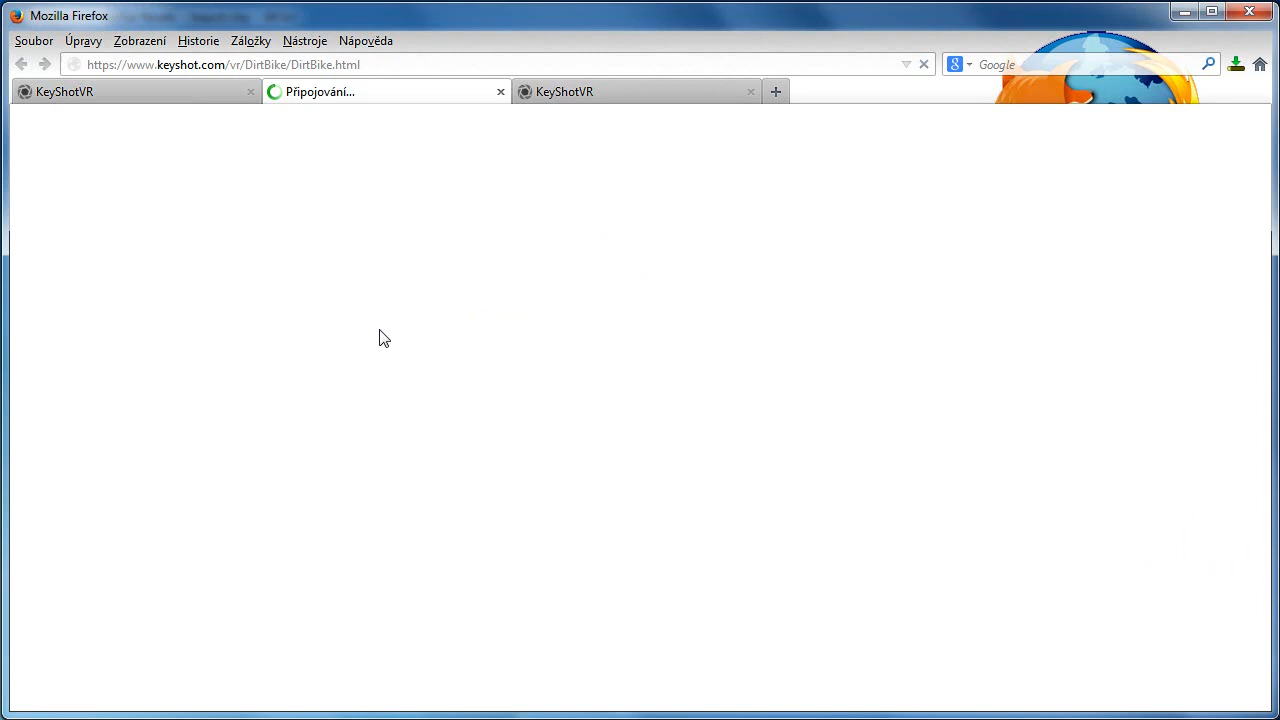 Mozilla Firefox
Soubor Úpravy Zobrazení Historie Záložky Nástroje Nápověda
https://www.keyshot.com/vr/DirtBike/DirtBike.html
Google
KeyShotVR Připojování... KeyShotVR